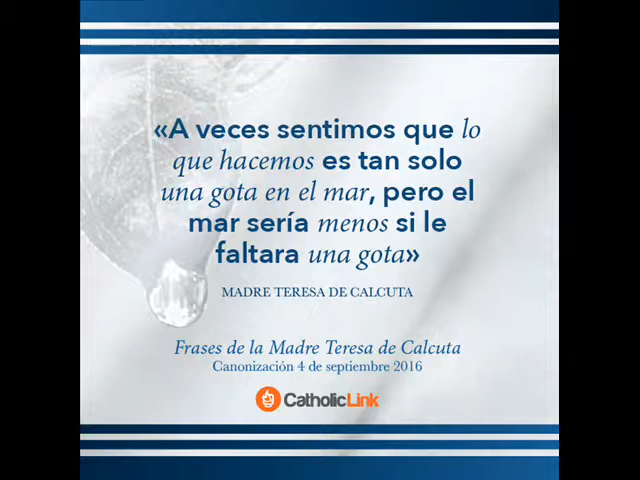 «A veces sentimos que lo
que hacemos es tan solo
una gota en el mar, pero el
mar sería menos si le
faltara una gota»
MADRE TERESA DE CALCUTA
Frases de la Madre Teresa de Calcuta
Canonización 4 de septiembre 2016
CatholicLink